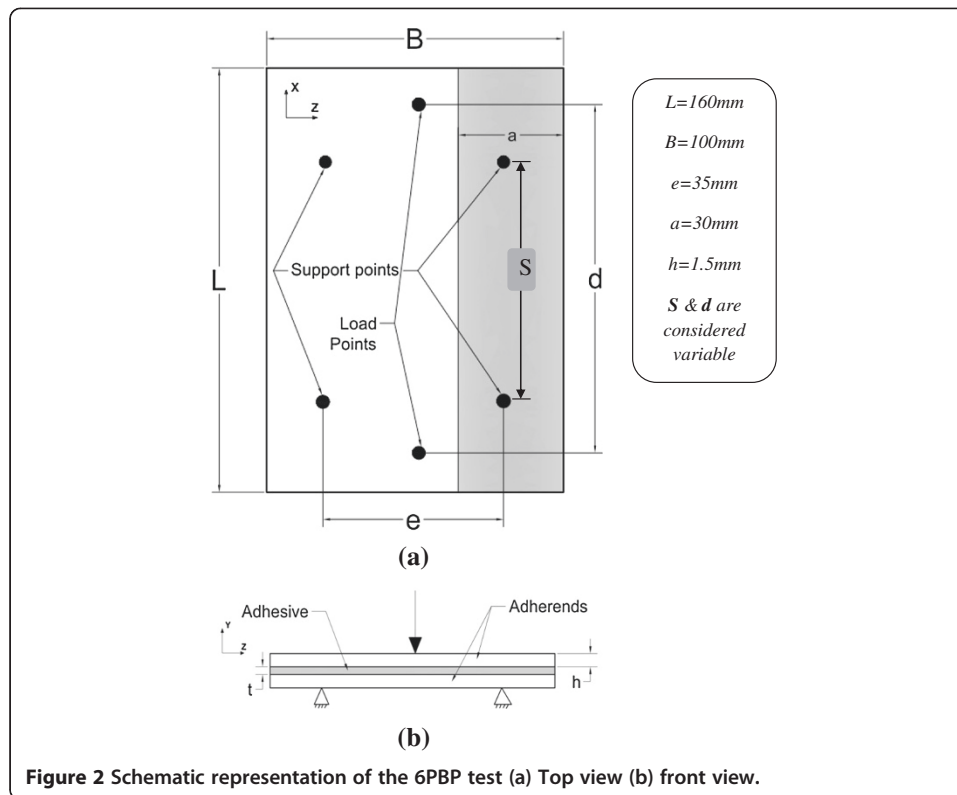 B
X
Z
a
L
Support points
S
d
Load
Points
e
(a)
L=160mm
B=100mm
e=35mm
a=30mm
h=1.5mm
S & d are
considered
variable
Adhesive
Adherends
Y
Z
t
h
(b)
Figure 2 Schematic representation of the 6PBP test (a) Top view (b) front view.